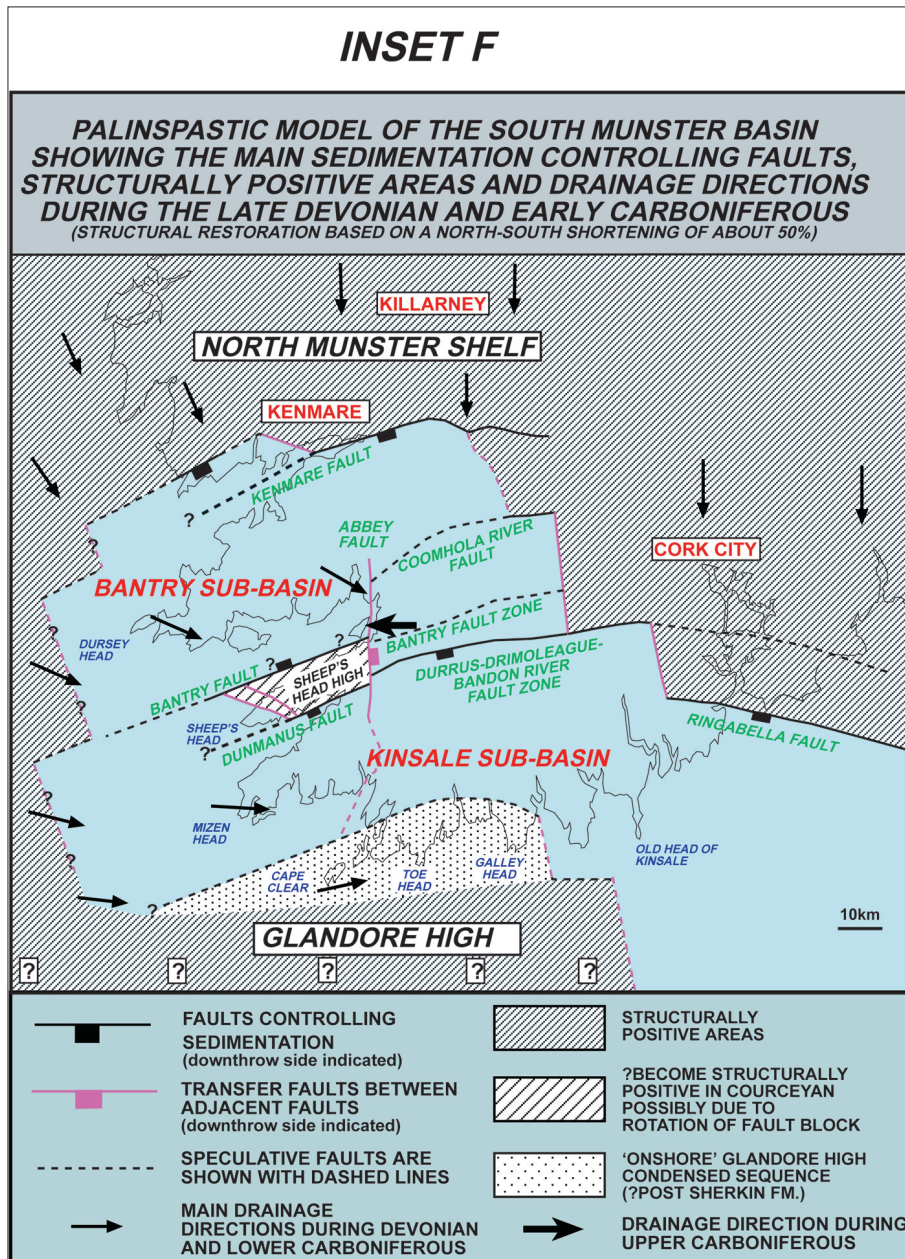 INSET F
PALINSPASTIC MODEL OF THE SOUTH MUNSTER BASIN
SHOWING THE MAIN SEDIMENTATION CONTROLLING FAULTS,
STRUCTURALLY POSITIVE AREAS AND DRAINAGE DIRECTIONS
DURING THE LATE DEVONIAN AND EARLY CARBONIFEROUS
(STRUCTURAL RESTORATION BASED ON A NORTH-SOUTH SHORTENING OF ABOUT 50%)
KILLARNEY
NORTH MUNSTER SHELF
KENMARE
KENMARE FAULT
?
?
ABBEY
FAULT
COOMHOLA RIVER
FAULT
CORK CITY
BANTRY SUB-BASIN
?
DURSEY
HEAD
?
?
BANTRY FAULT ZONE
BANTRY FAULT
SHEEP'S
HEAD HIGH
DURRUS-DRIMOLEAGUE-
BANDON RIVER
FAULT ZONE
SHEEP'S
HEAD
?
DUNMANUS FAULT
RINGABELLA FAULT
KINSALE SUB-BASIN
?
?
MIZEN
HEAD
CAPE
CLEAR
TOE
HEAD
GALLEY
HEAD
OLD HEAD OF
KINSALE
?
10km
GLANDORE HIGH
? ? ? ? ?
FAULTS CONTROLLING
SEDIMENTATION
(downthrow side indicated)
TRANSFER FAULTS BETWEEN
ADJACENT FAULTS
(downthrow side indicated)
SPECULATIVE FAULTS ARE
SHOWN WITH DASHED LINES
MAIN DRAINAGE
DIRECTIONS DURING DEVONIAN
AND LOWER CARBONIFEROUS
STRUCTURALLY
POSITIVE AREAS
?BECOME STRUCTURALLY
POSITIVE IN COURCEYAN
POSSIBLY DUE TO
ROTATION OF FAULT BLOCK
'ONSHORE' GLANDORE HIGH
CONDENSED SEQUENCE
(?POST SHERKIN FM.)
DRAINAGE DIRECTION DURING
UPPER CARBONIFEROUS